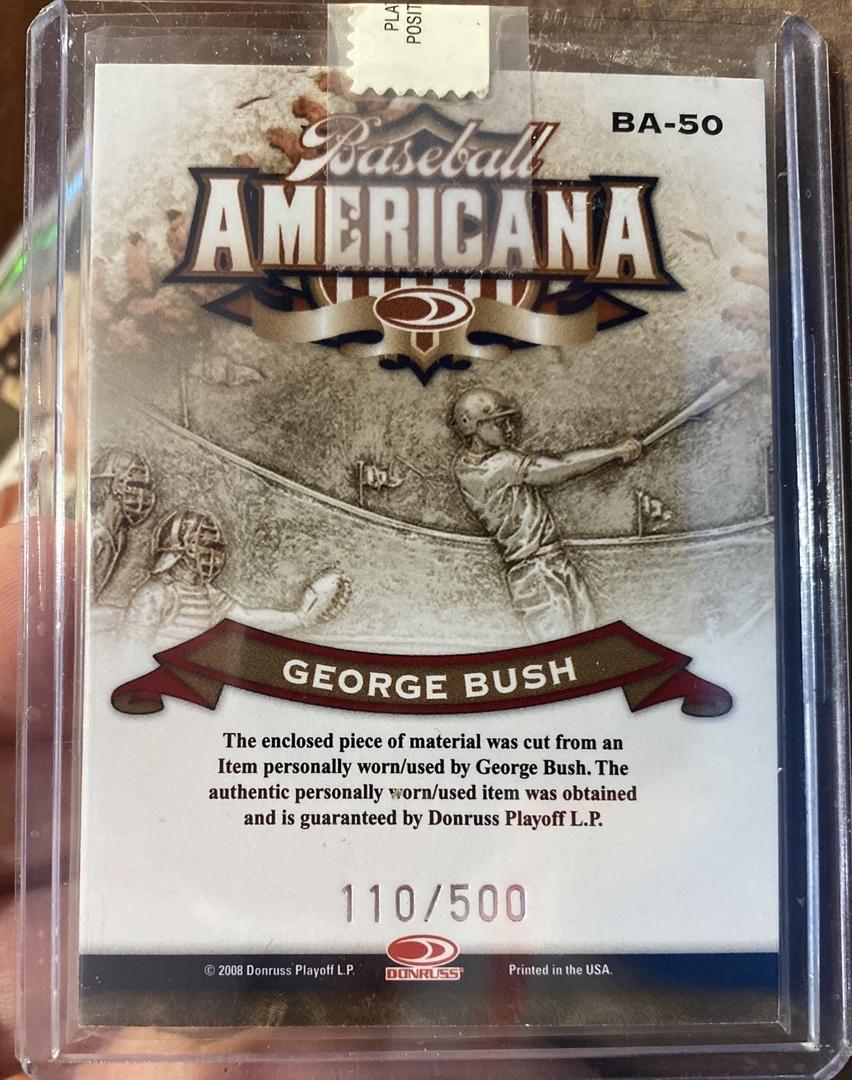 PLA
POSIT
BA-50
Baseball
AMERICANA
GEORGE BUSH
The enclosed piece of material was cut from an
Item personally worn/used by George Bush. The
authentic personally worn/used item was obtained
and is guaranteed by Donruss Playoff L.P.
110/500
© 2008 Donruss Playoff L.P.
DONRUSS
Printed in the USA.